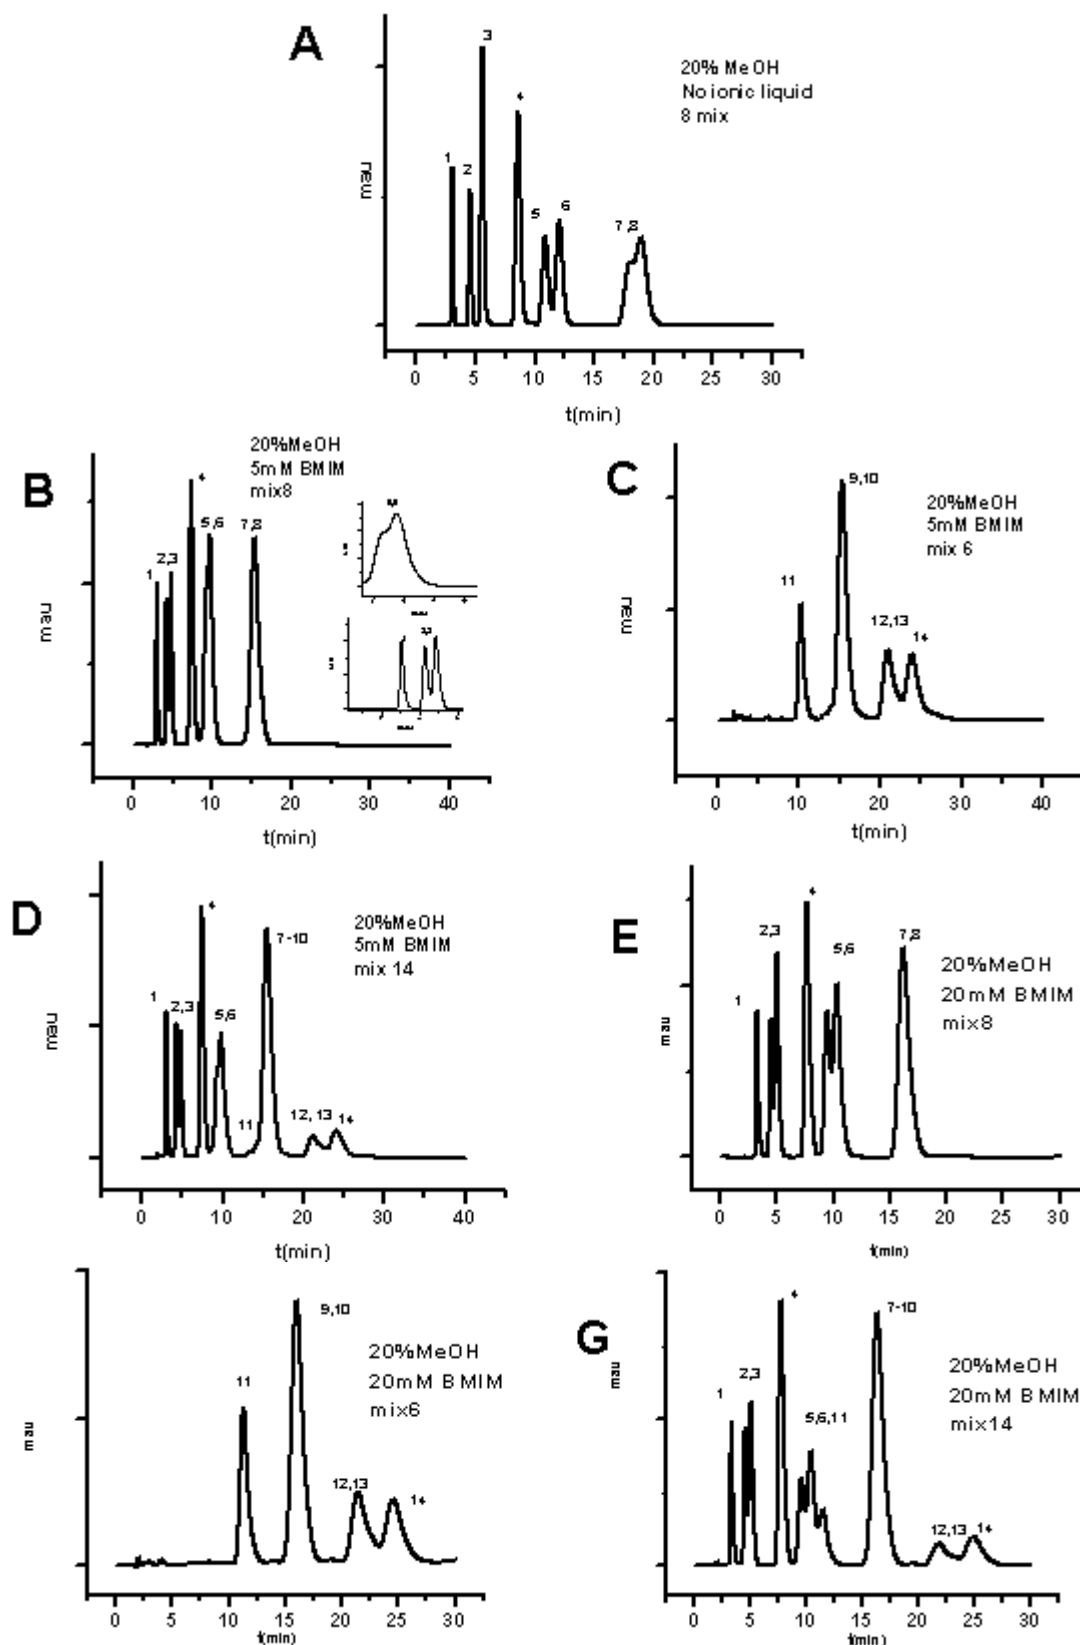 A
3
20% MeOH
No ionic liquid
8 mix
4
1
2
5
6
7,8
mau
0 5 10 15 20 25 30
t(min)
B
20%MeOH
5mM BMIM
mix8
4
5,6
7,8
2,3
1
mau
0 10 20 30 40
t(min)
C
9,10
20%MeOH
5mM BMIM
mix 6
11
12,13
14
mau
0 10 20 30 40
t(min)
D
4
20%MeOH
5mM BMIM
mix 14
7-10
1
2,3
5,6
11
12, 13
14
mau
0 10 20 30 40
t(min)
E
4
2,3
5,6
7,8
20%MeOH
20mM BMIM
mix8
1
mau
0 5 10 15 20 25 30
t(min)
9,10
20%MeOH
20mM BMIM
mix6
11
12,13
14
mau
0 5 10 15 20 25 30
t(min)
G
4
7-10
20%MeOH
20mM BMIM
mix14
1
2,3
5,6,11
12,13
14
mau
0 5 10 15 20 25 30
t(min)